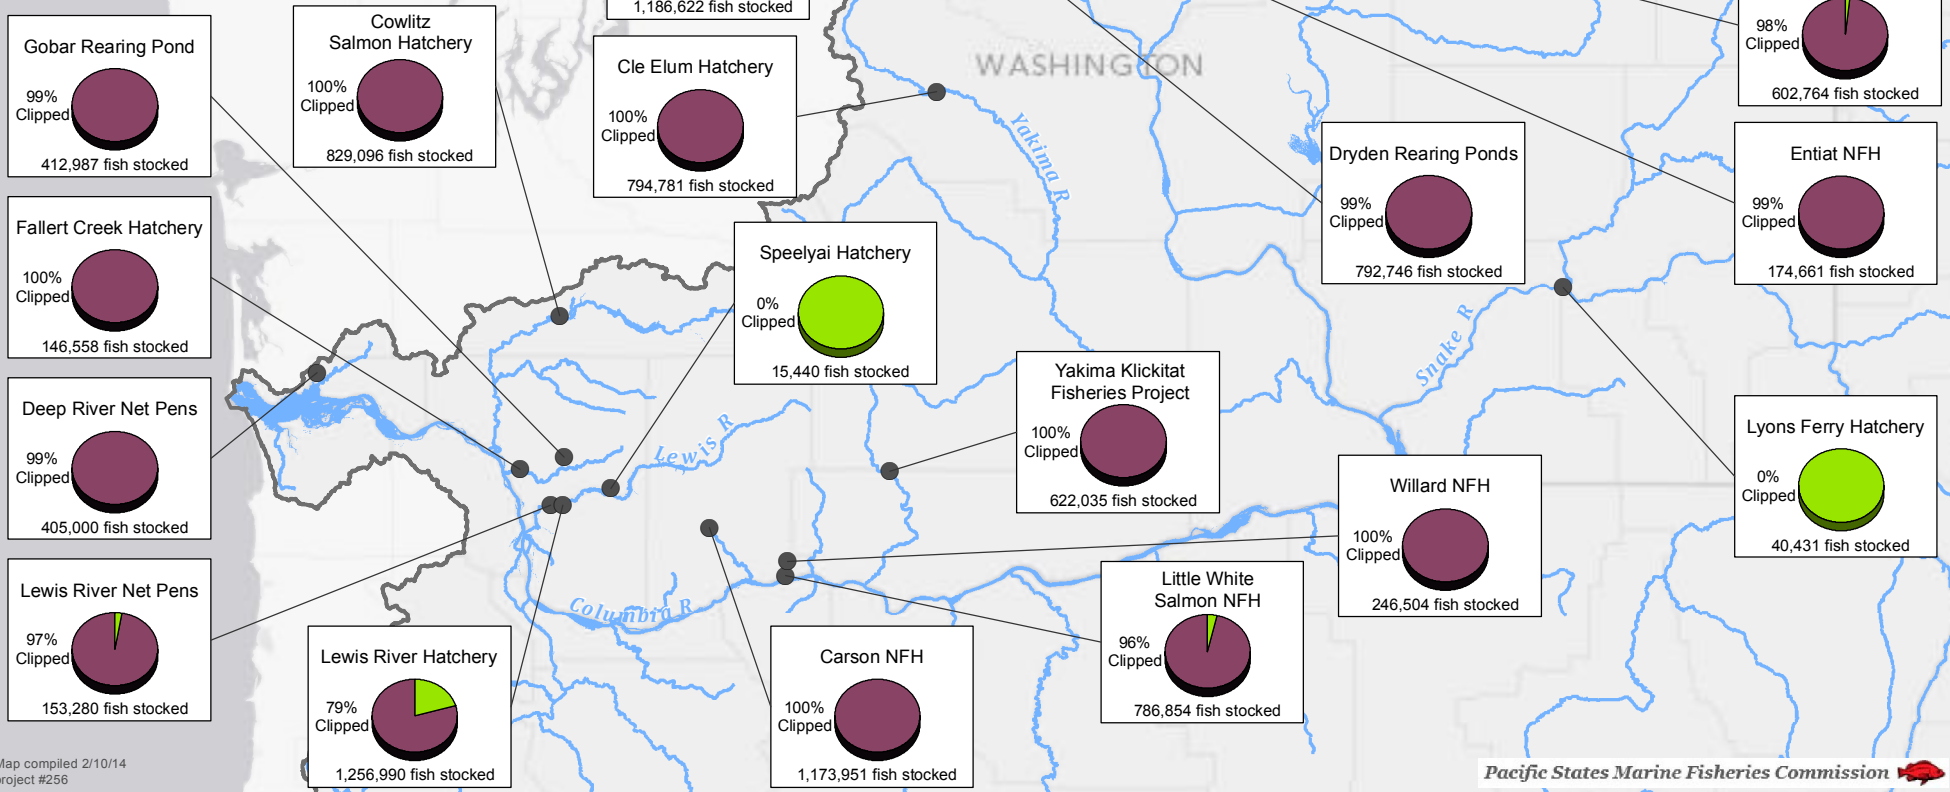 1,186,622 fish stocked
98%
Clipped
602,764 fish stocked
WASHINGTON
Gobar Rearing Pond
99%
Clipped
412,987 fish stocked
Cowlitz
Salmon Hatchery
100%
Clipped
829,096 fish stocked
Cle Elum Hatchery
100%
Clipped
794,781 fish stocked
Yakima R
Dryden Rearing Ponds
99%
Clipped
792,746 fish stocked
Entiat NFH
99%
Clipped
174,661 fish stocked
Fallert Creek Hatchery
100%
Clipped
146,558 fish stocked
Speelyai Hatchery
0%
Clipped
15,440 fish stocked
Snake R
Yakima Klickitat
Fisheries Project
100%
Clipped
622,035 fish stocked
Deep River Net Pens
99%
Clipped
405,000 fish stocked
Lewis R
Lyons Ferry Hatchery
0%
Clipped
40,431 fish stocked
Willard NFH
100%
Clipped
246,504 fish stocked
Lewis River Net Pens
97%
Clipped
153,280 fish stocked
Columbia R
Little White
Salmon NFH
96%
Clipped
786,854 fish stocked
Lewis River Hatchery
79%
Clipped
1,256,990 fish stocked
Carson NFH
100%
Clipped
1,173,951 fish stocked
Map compiled 2/10/14
project #256
Pacific States Marine Fisheries Commission